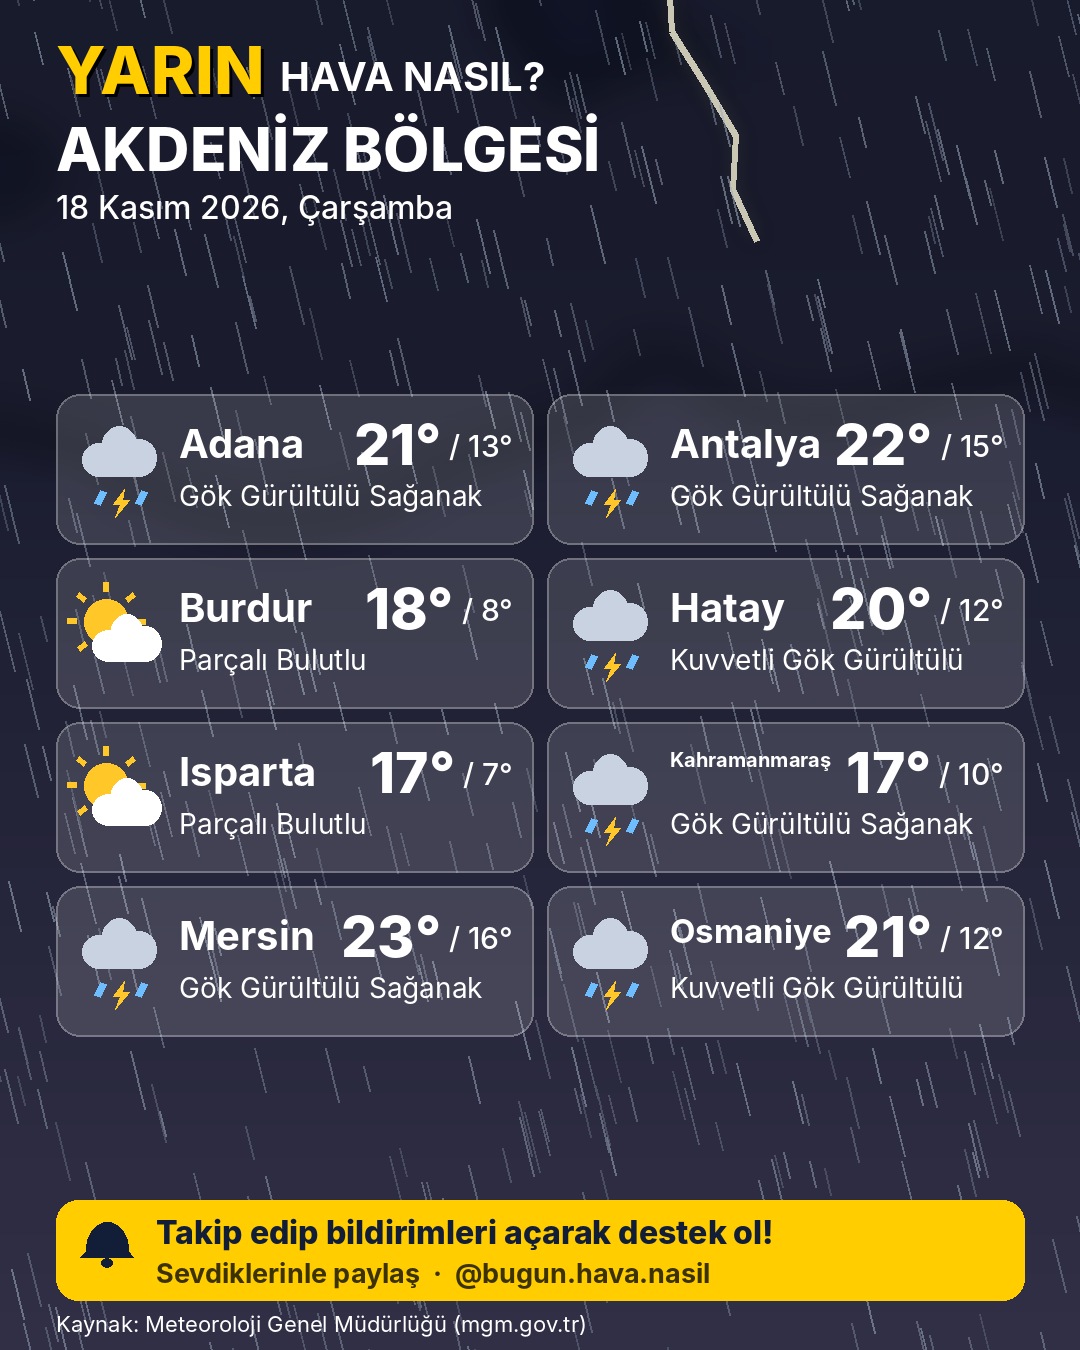 YARIN HAVA NASIL?
AKDENİZ BÖLGESİ
18 Kasım 2026, Çarşamba
Adana 21° / 13°
Gök Gürültülü Sağanak
Antalya 22° / 15°
Gök Gürültülü Sağanak
Burdur 18° / 8°
Parçalı Bulutlu
Hatay 20° / 12°
Kuvvetli Gök Gürültülü
Isparta 17° / 7°
Parçalı Bulutlu
Kahramanmaraş 17° / 10°
Gök Gürültülü Sağanak
Mersin 23° / 16°
Gök Gürültülü Sağanak
Osmaniye 21° / 12°
Kuvvetli Gök Gürültülü
Takip edip bildirimleri açarak destek ol!
Sevdiklerinle paylaş · @bugun.hava.nasil
Kaynak: Meteoroloji Genel Müdürlüğü (mgm.gov.tr)